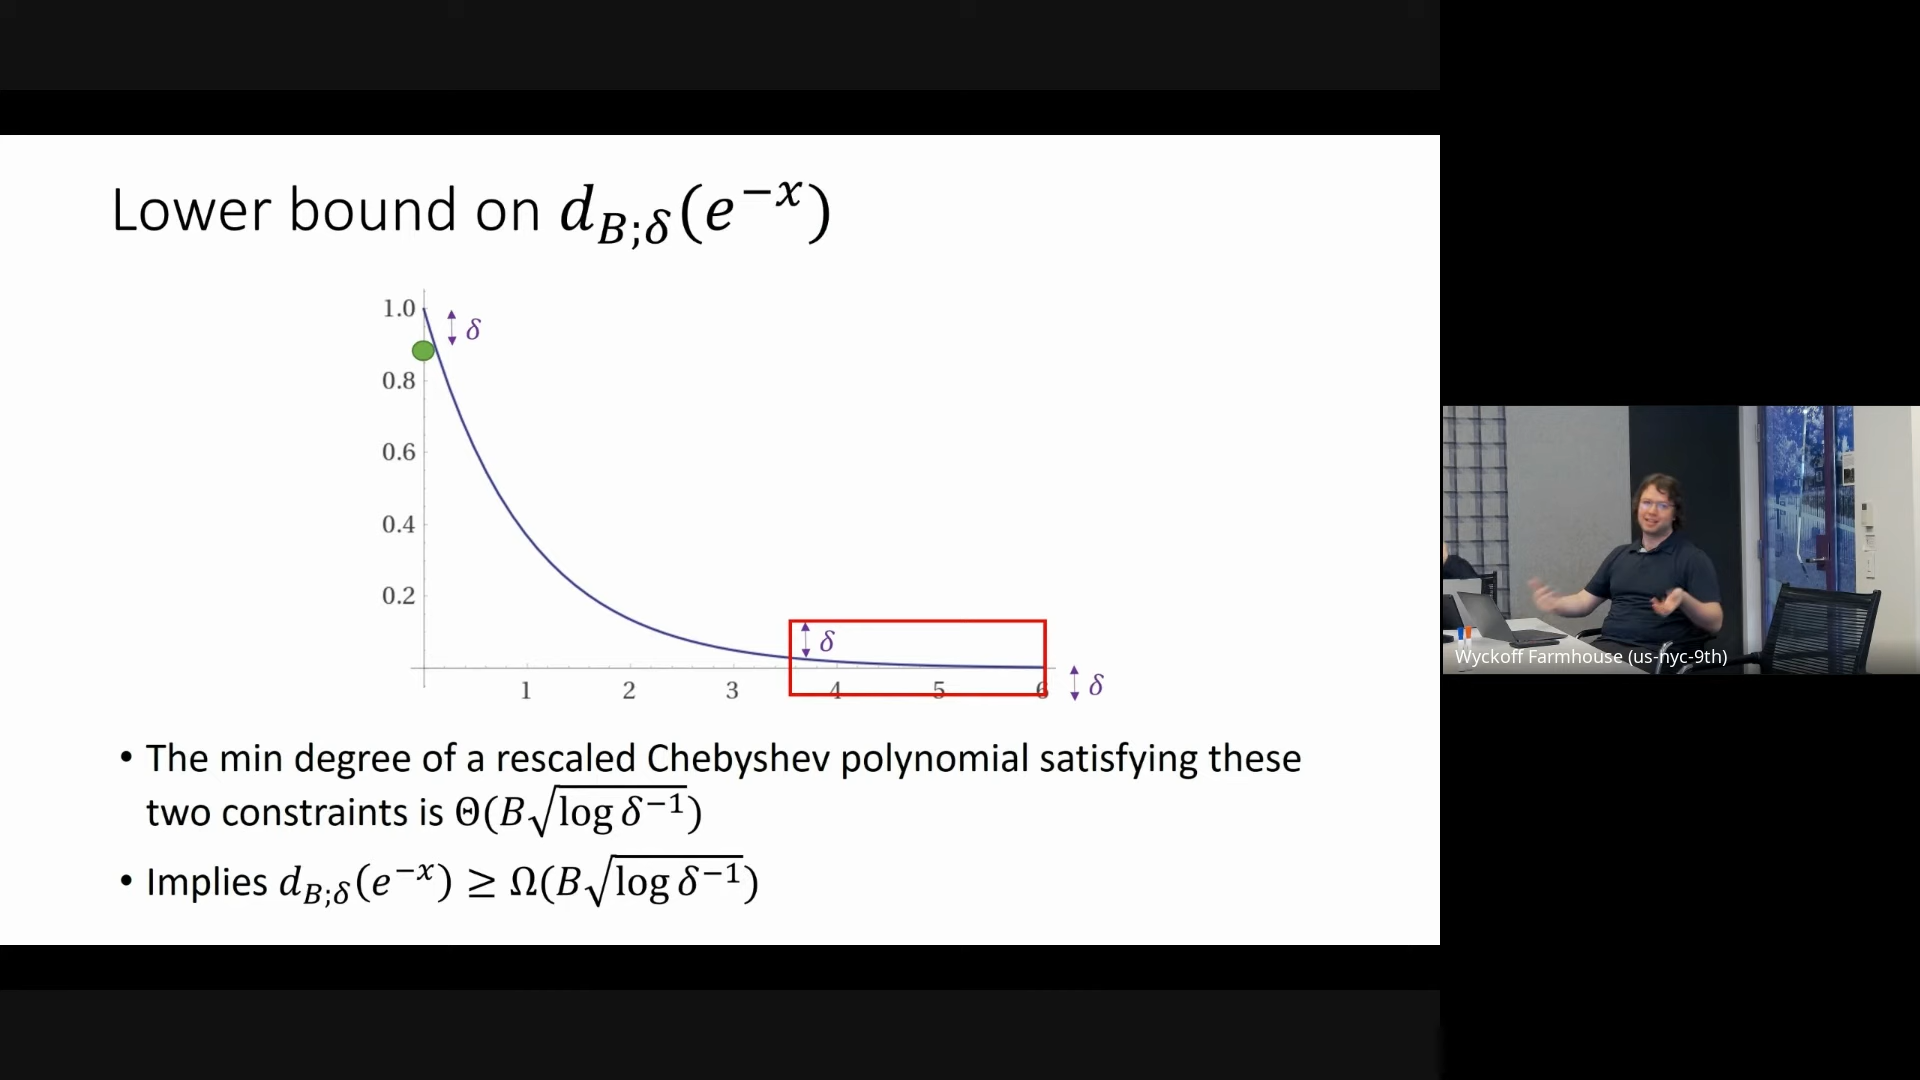 Lower bound on d_{B;δ}(e^{−x})
1.0
δ
0.8
0.6
0.4
0.2
δ
1 2 3 4 5 6
δ
• The min degree of a rescaled Chebyshev polynomial satisfying these
two constraints is Θ(B√(log δ^{−1}))
• Implies d_{B;δ}(e^{−x}) ≥ Ω(B√(log δ^{−1}))
Wyckoff Farmhouse (us-nyc-9th)